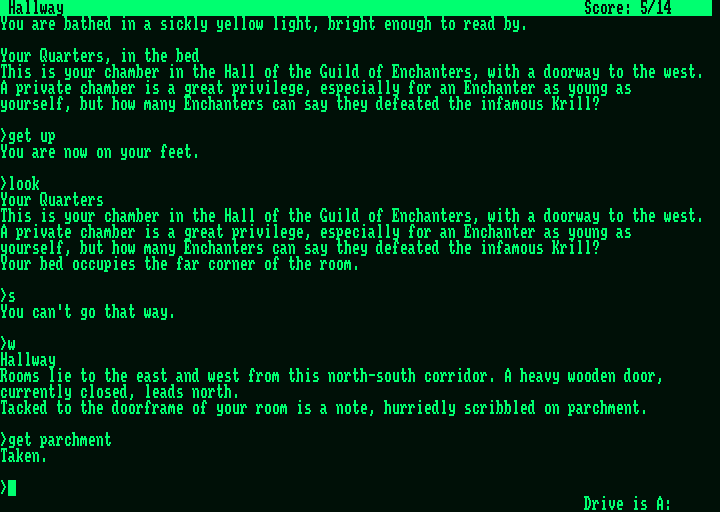 Hallway Score: 5/14
You are bathed in a sickly yellow light, bright enough to read by.
Your Quarters, in the bed
This is your chamber in the Hall of the Guild of Enchanters, with a doorway to the west.
A private chamber is a great privilege, especially for an Enchanter as young as
yourself, but how many Enchanters can say they defeated the infamous Krill?
>get up
You are now on your feet.
>look
Your Quarters
This is your chamber in the Hall of the Guild of Enchanters, with a doorway to the west.
A private chamber is a great privilege, especially for an Enchanter as young as
yourself, but how many Enchanters can say they defeated the infamous Krill?
Your bed occupies the far corner of the room.
>s
You can't go that way.
>w
Hallway
Rooms lie to the east and west from this north-south corridor. A heavy wooden door,
currently closed, leads north.
Tacked to the doorframe of your room is a note, hurriedly scribbled on parchment.
>get parchment
Taken.
>
Drive is A: